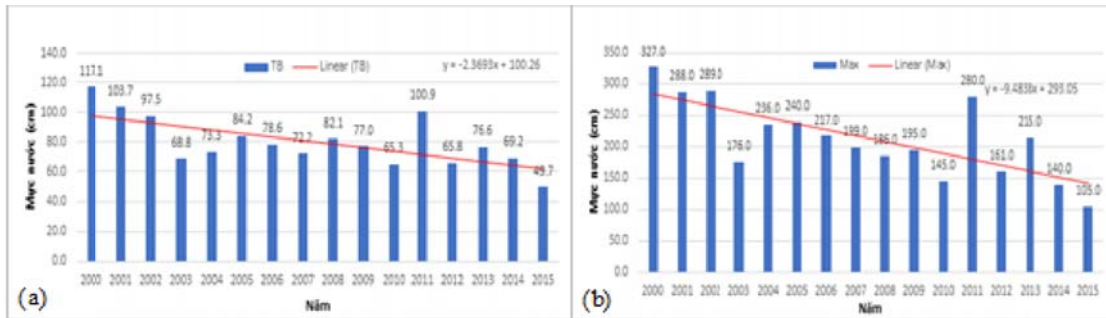 140.0
120.0
100.0
80.0
60.0
40.0
20.0
0.0
Mực nước (cm)
TB Linear (TB)
y = -2.3693x + 100.26
117.1 103.7 97.5 68.8 73.3 84.2 78.6 72.2 82.1 77.0 65.3 100.9 65.8 76.6 69.2 49.7
2000 2001 2002 2003 2004 2005 2006 2007 2008 2009 2010 2011 2012 2013 2014 2015
Năm
(a)
350.0
300.0
250.0
200.0
150.0
100.0
50.0
0.0
Mực nước (cm)
Max Linear (Max)
y = -9.4838x + 293.05
327.0 288.0 289.0 176.0 236.0 240.0 217.0 199.0 186.0 195.0 145.0 280.0 161.0 215.0 140.0 105.0
2000 2001 2002 2003 2004 2005 2006 2007 2008 2009 2010 2011 2012 2013 2014 2015
Năm
(b)